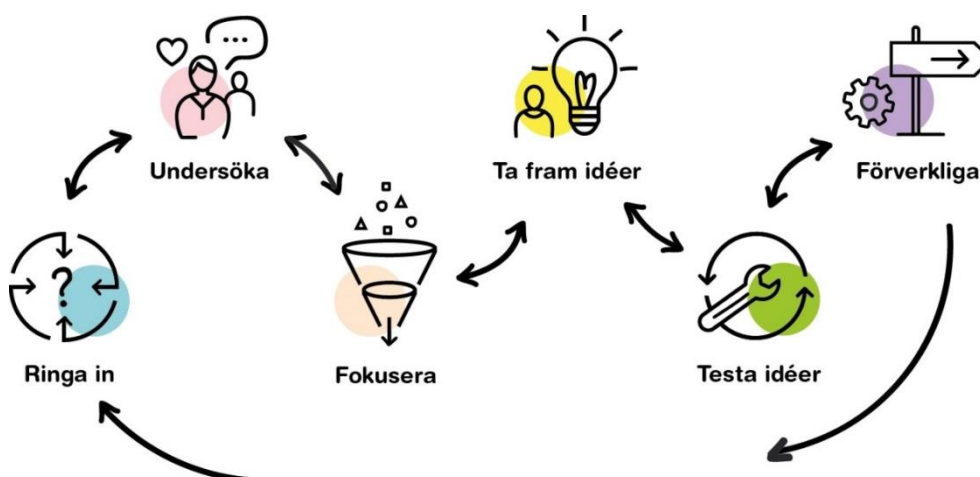 Undersöka
Ta fram idéer
Förverkliga
Ringa in
Fokusera
Testa idéer